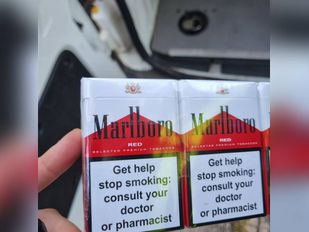 Marlboro
RED
SELECTED PREMIUM TOBACCOS
Get help
stop smoking:
consult your
doctor
or pharmacist
Marlboro
RED
SELECTED PREMIUM TOBACCOS
Get help
stop smoking:
consult your
doctor
or pharmacist